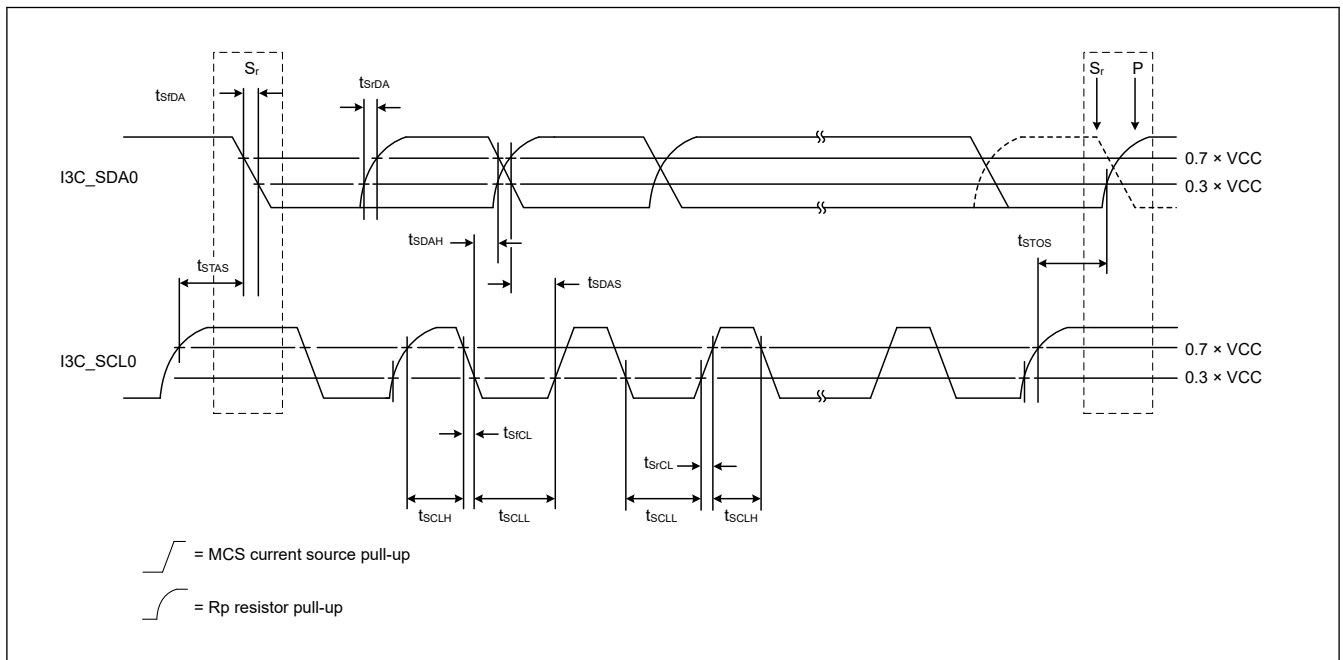 Sr
Sr P
tSfDA
tSrDA
0.7 × VCC
I3C_SDA0
0.3 × VCC
tSDAH
tSTOS
tSTAS
tSDAS
I3C_SCL0
0.7 × VCC
0.3 × VCC
tSfCL
tSrCL
tSCLH tSCLL tSCLL tSCLH
= MCS current source pull-up
= Rp resistor pull-up